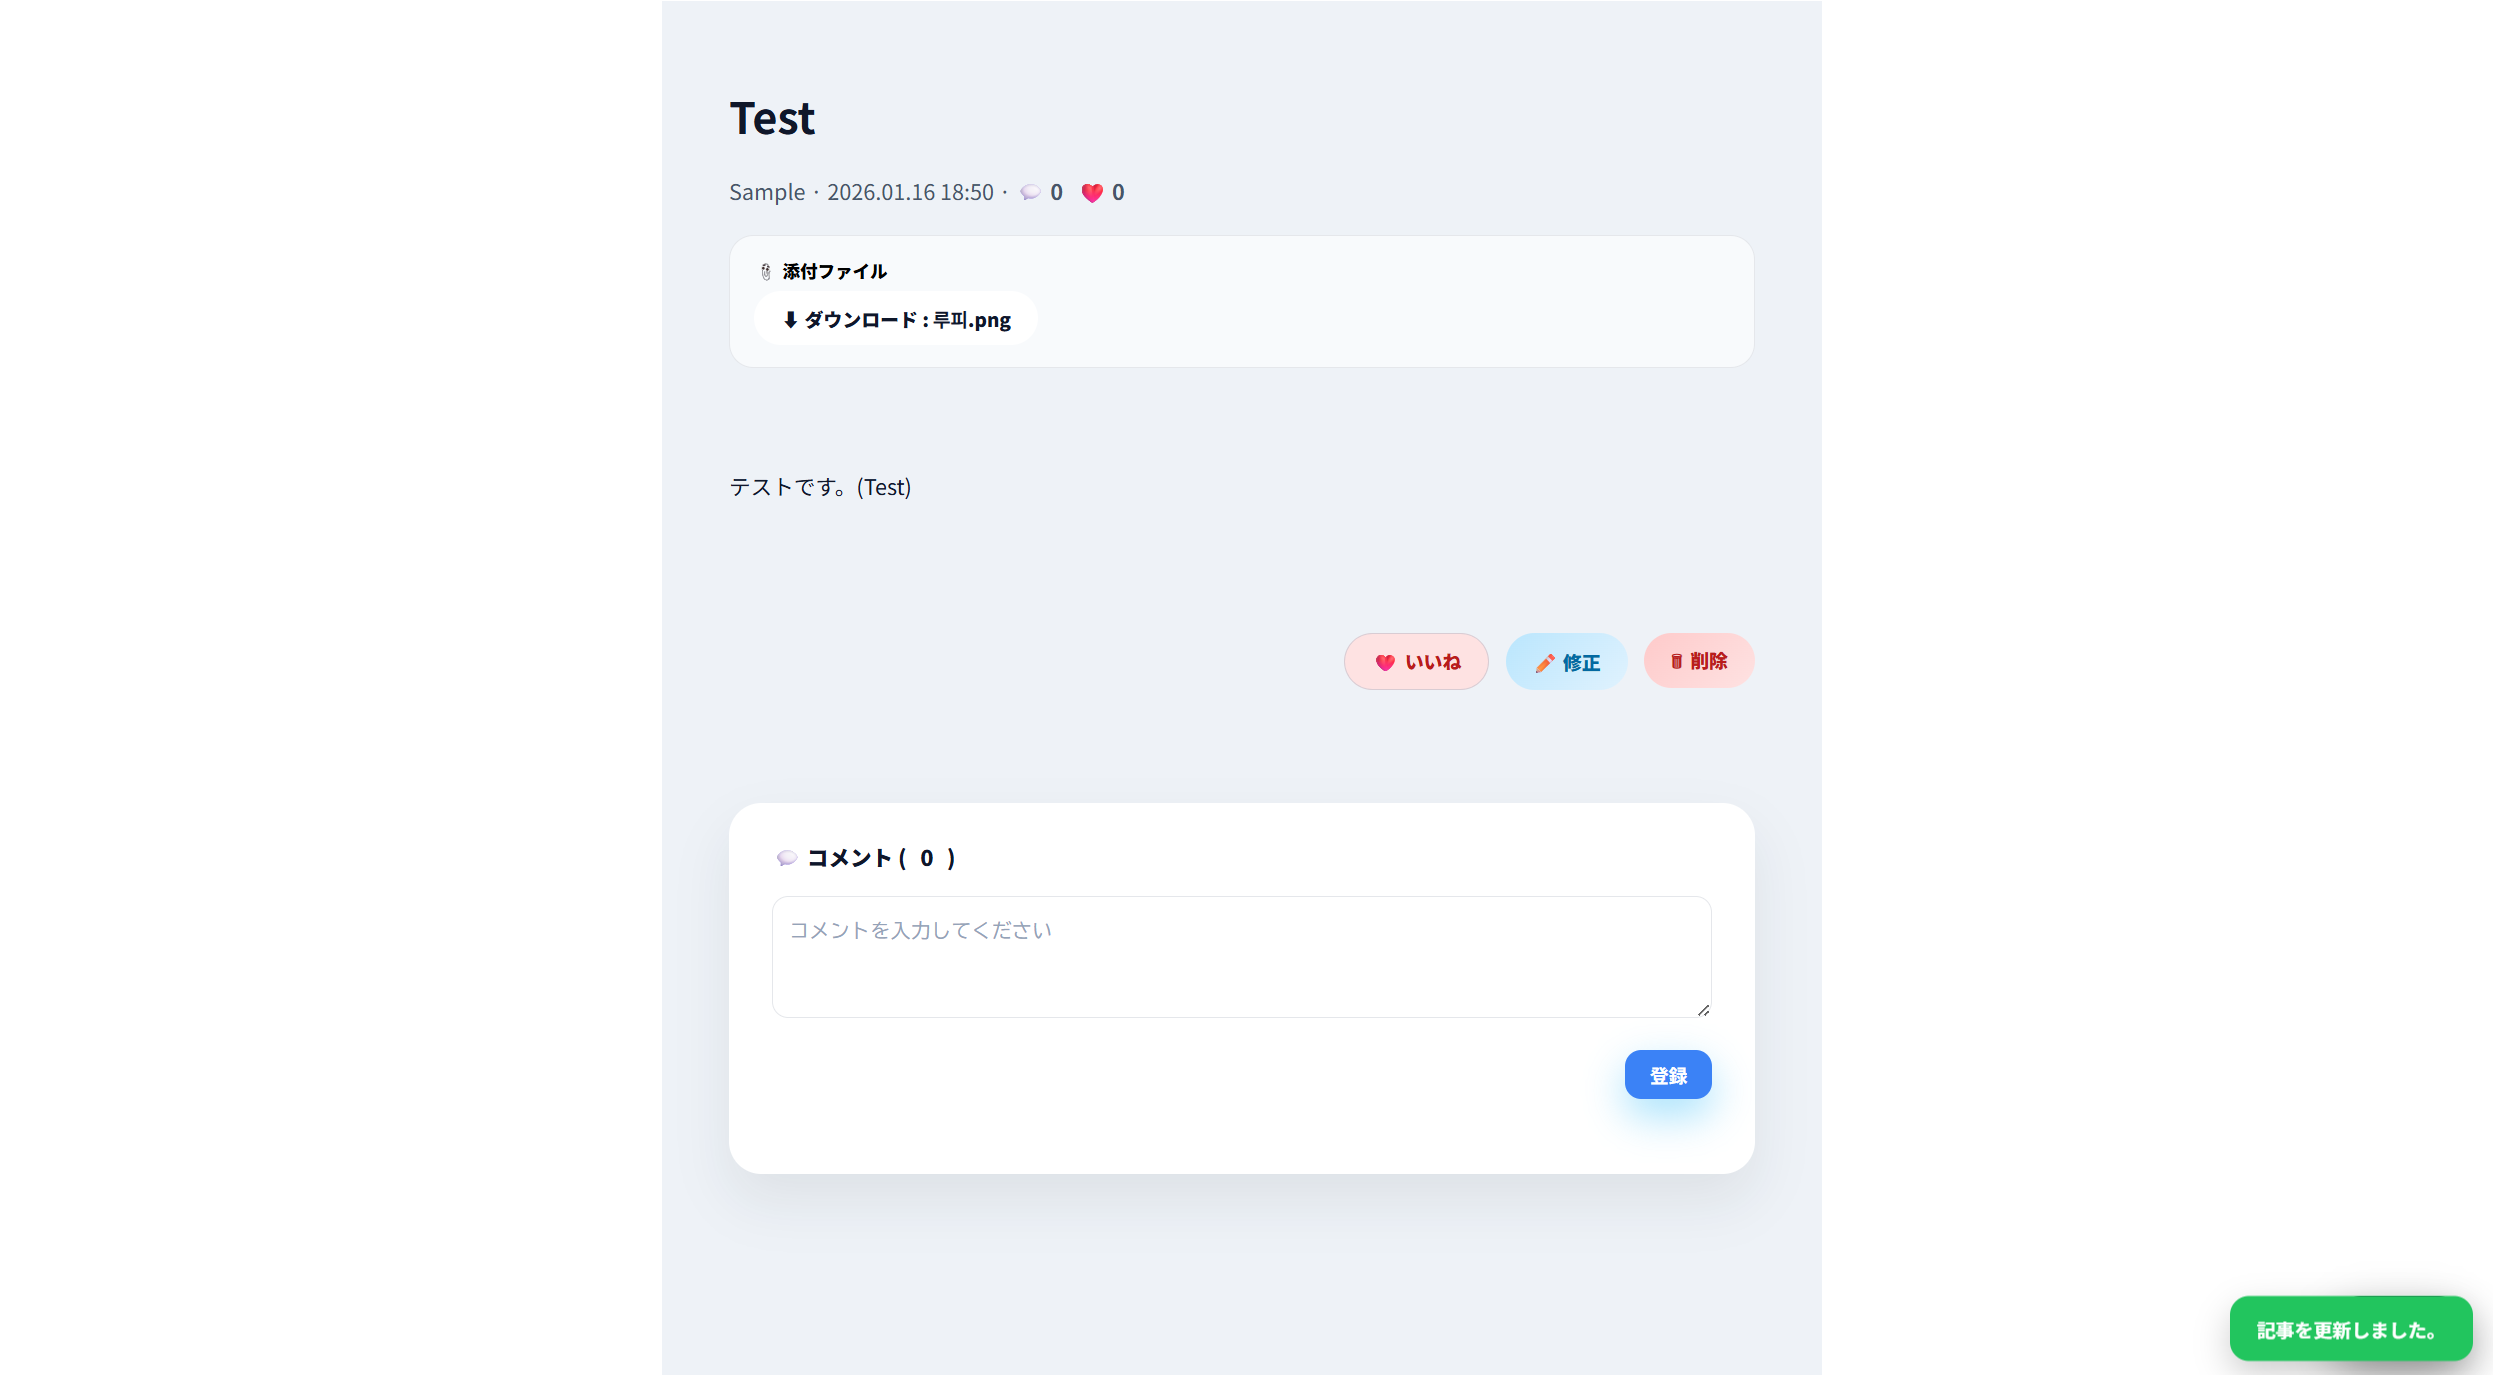 Test
Sample · 2026.01.16 18:50 · 💬 0 ❤️ 0
📎 添付ファイル
⬇ ダウンロード : 루피.png
テストです。(Test)
❤️ いいね ✏️ 修正 🗑 削除
💬 コメント ( 0 )
コメントを入力してください
登録
記事を更新しました。